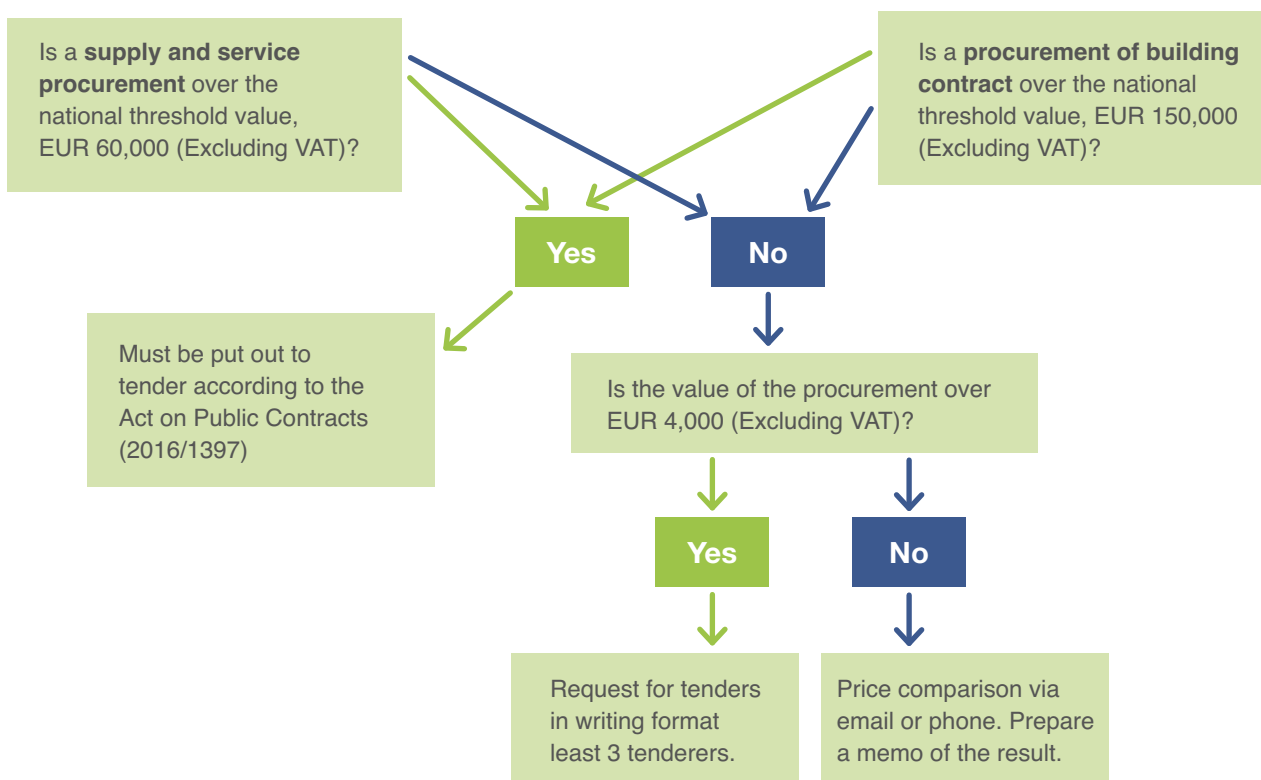 Is a supply and service
procurement over the
national threshold value,
EUR 60,000 (Excluding VAT)?
Is a procurement of building
contract over the national
threshold value, EUR 150,000
(Excluding VAT)?
Yes
No
Must be put out to
tender according to the
Act on Public Contracts
(2016/1397)
Is the value of the procurement over
EUR 4,000 (Excluding VAT)?
Yes
No
Request for tenders
in writing format
least 3 tenderers.
Price comparison via
email or phone. Prepare
a memo of the result.